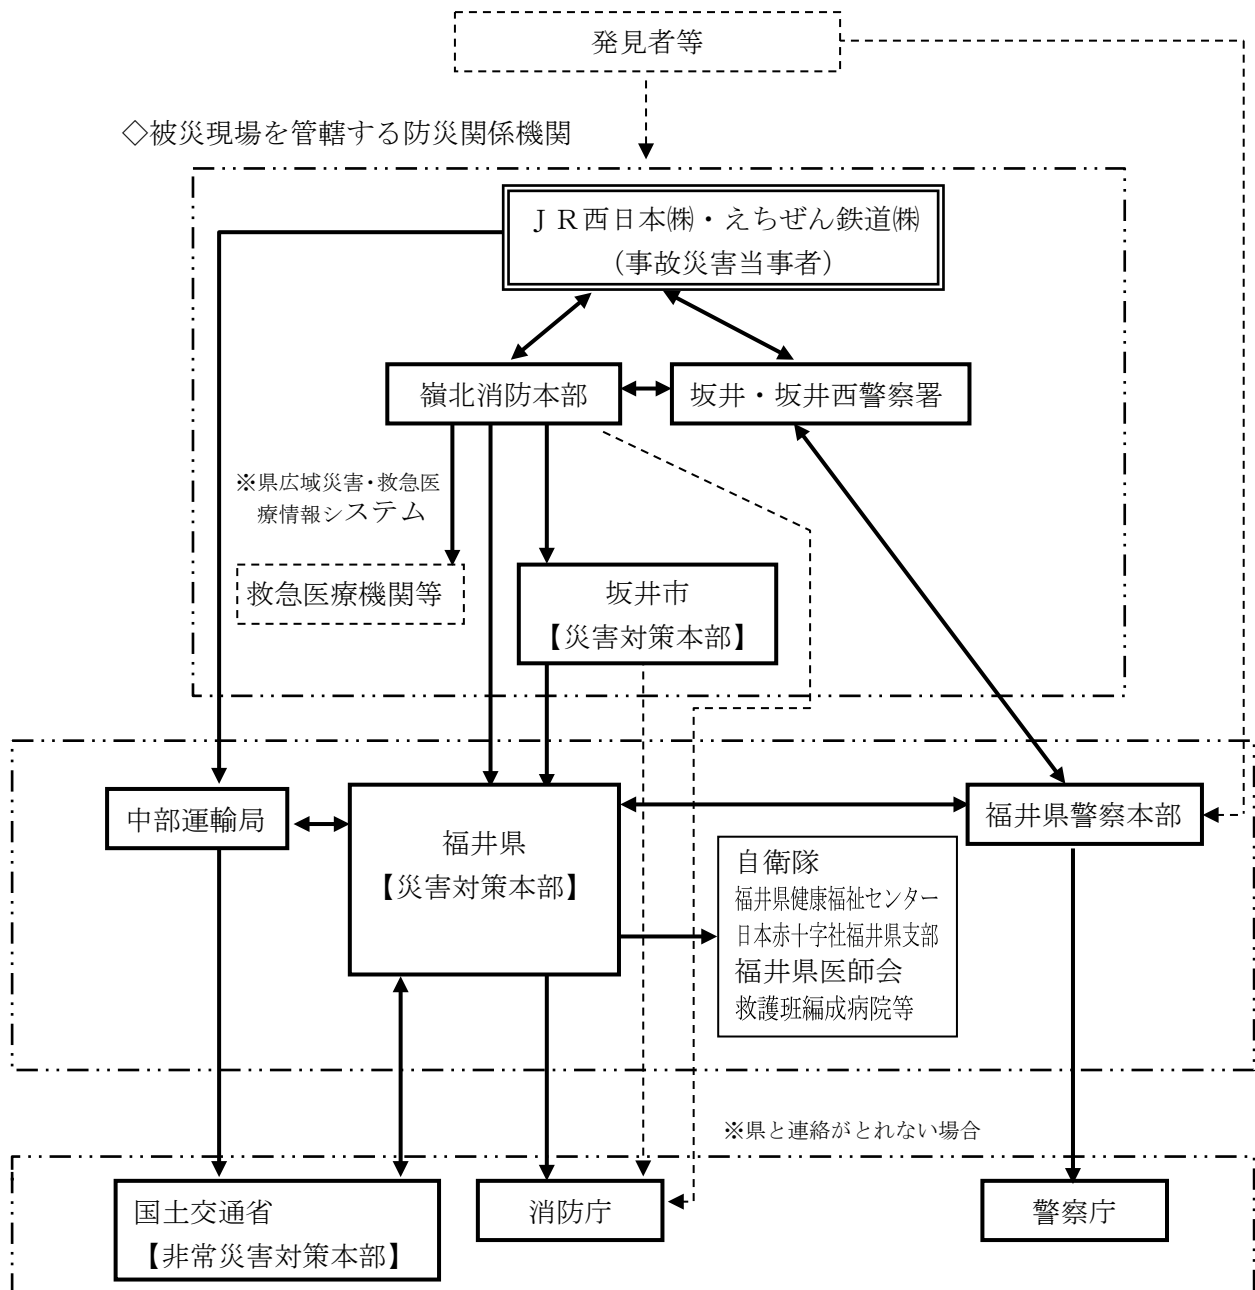 発見者等
◇被災現場を管轄する防災関係機関
ＪＲ西日本㈱・えちぜん鉄道㈱
（事故災害当事者）
嶺北消防本部
坂井・坂井西警察署
※県広域災害・救急医
療情報システム
救急医療機関等
坂井市
【災害対策本部】
中部運輸局
福井県
【災害対策本部】
福井県警察本部
自衛隊
福井県健康福祉センター
日本赤十字社福井県支部
福井県医師会
救護班編成病院等
※県と連絡がとれない場合
国土交通省
【非常災害対策本部】
消防庁
警察庁